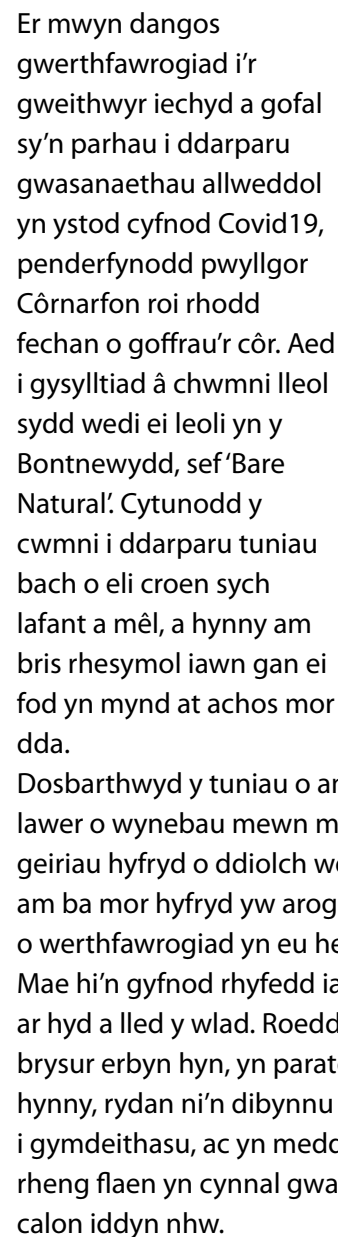 Er mwyn dangos
gwerthfawrogiad i'r
gweithwyr iechyd a gofal
sy'n parhau i ddarparu
gwasanaethau allweddol
yn ystod cyfnod Covid19,
penderfynodd pwyllgor
Côrnarfon roi rhodd
fechan o goffrau'r côr. Aed
i gysylltiad â chwmni lleol
sydd wedi ei leoli yn y
Bontnewydd, sef 'Bare
Natural'. Cytunodd y
cwmni i ddarparu tuniau
bach o eli croen sych
lafant a mêl, a hynny am
bris rhesymol iawn gan ei
fod yn mynd at achos mor
dda.
Dosbarthwyd y tuniau o
lawer o wynebau mewn
geiriau hyfryd o ddiolch
am ba mor hyfryd yw
o werthfawrogiad yn eu
Mae hi'n gyfnod rhyfedd
ar hyd a lled y wlad.
brysur erbyn hyn, yn
hynny, rydan ni'n dibynnu
i gymdeithasu, ac yn
rheng flaen yn cynnal
calon iddyn nhw.